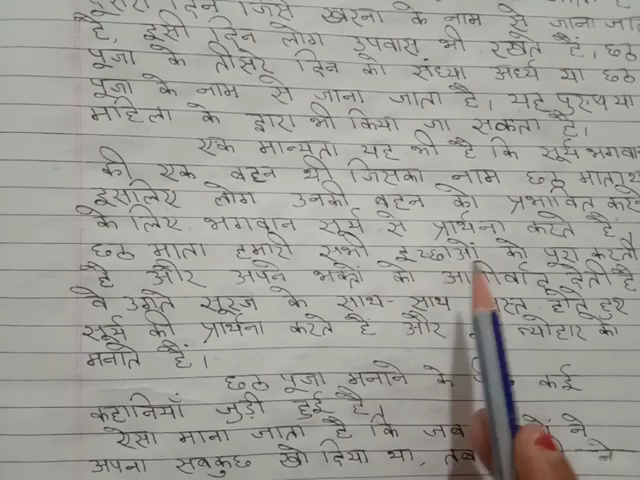 दूसरा दिन जिसे खरना के नाम से जाना जाता
है, इसी दिन लोग उपवास भी रखते हैं, छठ
पूजा के तीसरे दिन को संध्या अर्ध्य या छठ
पूजा के नाम से जाना जाता है। यह पुरुष या
महिला के द्वारा भी किया जा सकता है।
एक मान्यता यह भी है कि सूर्य भगवान
की एक बहन थी जिसका नाम छठ माता था
इसलिए लोग उनकी बहन को प्रभावित करने
के लिए भगवान सूर्य से प्रार्थना करते हैं,
छठ माता हमारे सभी इच्छाओं को पूरा करती
है और अपने भक्तों को देती है
वे उगते सूरज के साथ-साथ होते हुए
सूर्य की प्रार्थना करते हैं और त्योहार को
मनाते हैं।
छठ पूजा मनाने के कई
कहानियाँ जुड़ी हुई है,
ऐसा माना जाता है कि जब ने
अपना सबकुछ खो दिया था, तब ने